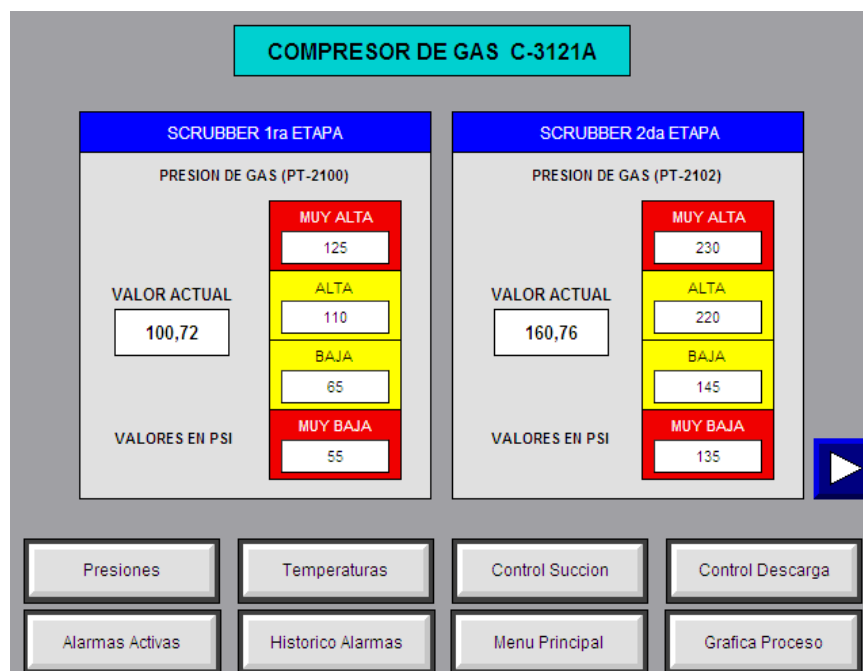 COMPRESOR DE GAS C-3121A
SCRUBBER 1ra ETAPA
PRESION DE GAS (PT-2100)
MUY ALTA
125
VALOR ACTUAL
100,72
ALTA
110
BAJA
65
VALORES EN PSI
MUY BAJA
55
SCRUBBER 2da ETAPA
PRESION DE GAS (PT-2102)
MUY ALTA
230
VALOR ACTUAL
160,76
ALTA
220
BAJA
145
VALORES EN PSI
MUY BAJA
135
Presiones
Temperaturas
Control Succion
Control Descarga
Alarmas Activas
Historico Alarmas
Menu Principal
Grafica Proceso